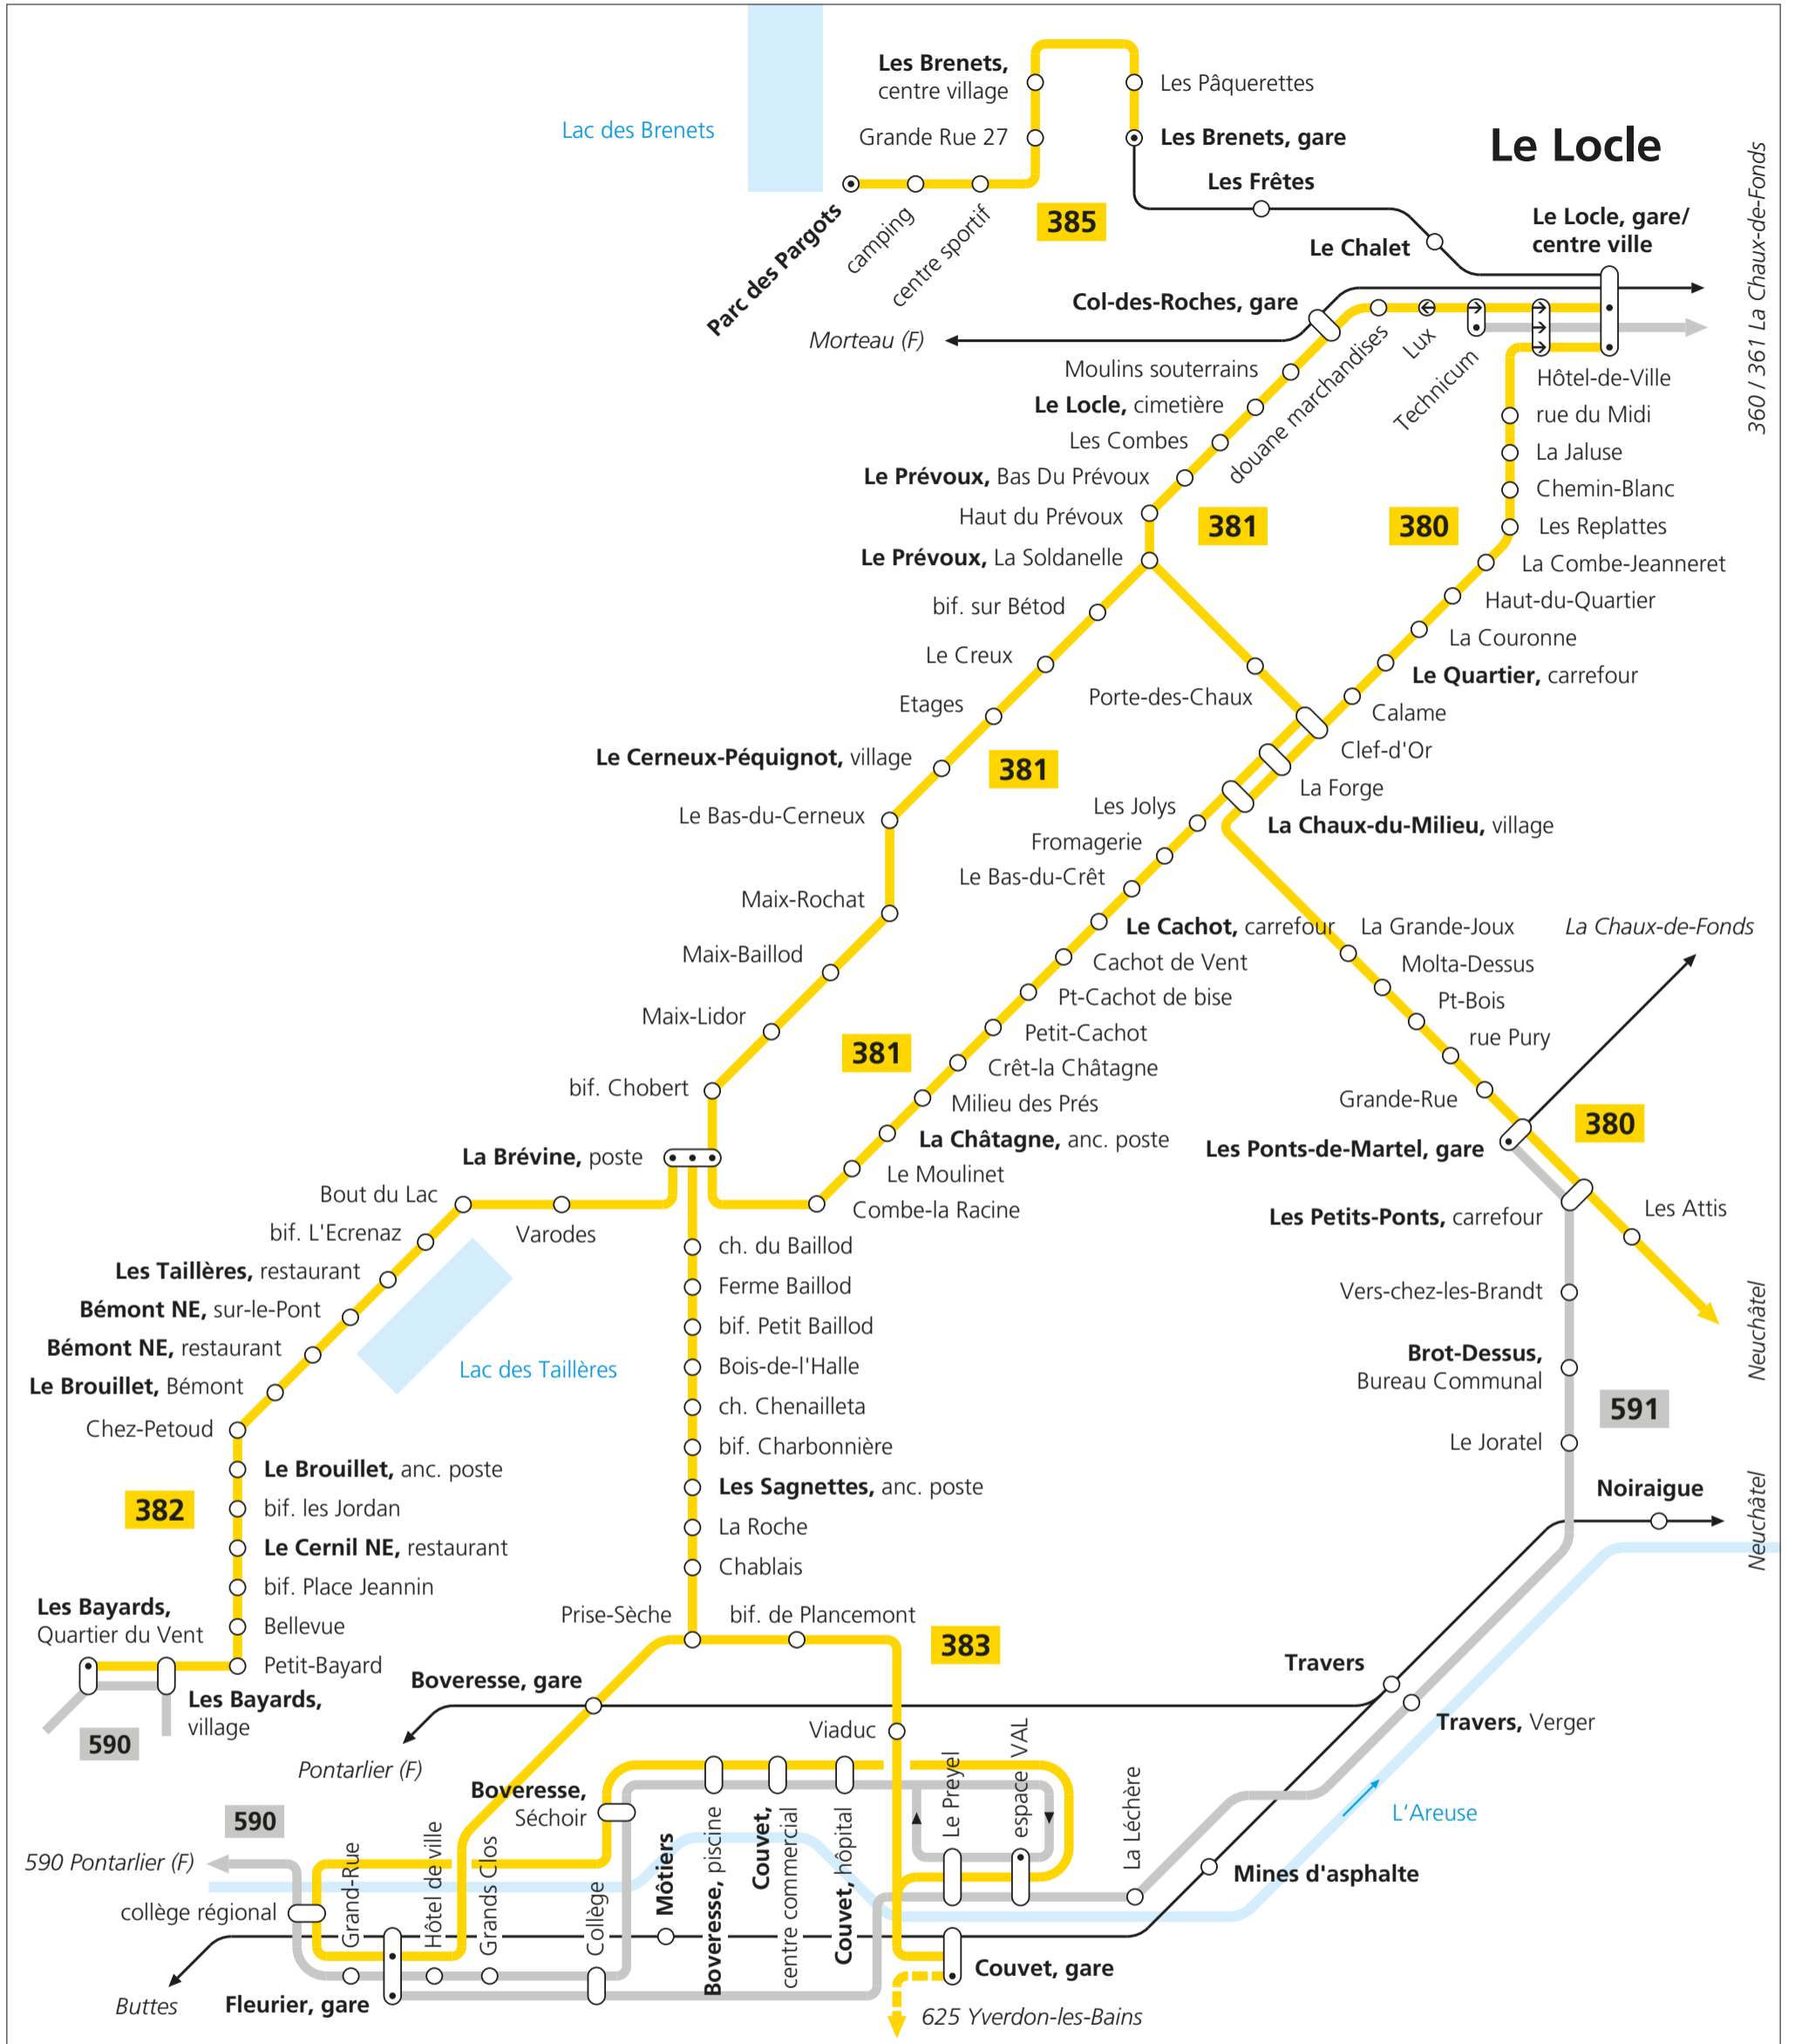 Les Brenets,
centre village
Les Pâquerettes
Lac des Brenets
Grande Rue 27
Les Brenets, gare
Le Locle
Les Frêtes
Parc des Pargots
camping
centre sportif
385
Le Locle, gare/
centre ville
Le Chalet
360 / 361 La Chaux-de-Fonds
Col-des-Roches, gare
Morteau (F)
douane marchandises
Lux
Technicum
Hôtel-de-Ville
Moulins souterrains
Le Locle, cimetière
rue du Midi
Les Combes
La Jaluse
Le Prévoux, Bas Du Prévoux
Chemin-Blanc
Haut du Prévoux
381
380
Les Replattes
Le Prévoux, La Soldanelle
La Combe-Jeanneret
bif. sur Bétod
Haut-du-Quartier
La Couronne
Le Creux
Le Quartier, carrefour
Etages
Porte-des-Chaux
Calame
Le Cerneux-Péquignot, village
381
Clef-d'Or
La Forge
Le Bas-du-Cerneux
Les Jolys
La Chaux-du-Milieu, village
Fromagerie
Le Bas-du-Crêt
Maix-Rochat
Le Cachot, carrefour
La Grande-Joux
La Chaux-de-Fonds
Maix-Baillod
Cachot de Vent
Molta-Dessus
Pt-Cachot de bise
Pt-Bois
Maix-Lidor
Petit-Cachot
rue Pury
381
Crêt-la Châtagne
bif. Chobert
Milieu des Prés
Grande-Rue
380
La Châtagne, anc. poste
Les Ponts-de-Martel, gare
La Brévine, poste
Le Moulinet
Bout du Lac
Combe-la Racine
Les Petits-Ponts, carrefour
Les Attis
bif. L'Ecrenaz
Varodes
ch. du Baillod
Les Taillères, restaurant
Ferme Baillod
Vers-chez-les-Brandt
Bémont NE, sur-le-Pont
bif. Petit Baillod
Neuchâtel
Bémont NE, restaurant
Lac des Taillères
Bois-de-l'Halle
Brot-Dessus,
Bureau Communal
Le Brouillet, Bémont
ch. Chenailleta
591
Chez-Petoud
bif. Charbonnière
Le Joratel
Le Brouillet, anc. poste
Les Sagnettes, anc. poste
Noiraigue
382
bif. les Jordan
La Roche
Neuchâtel
Le Cernil NE, restaurant
Chablais
bif. Place Jeannin
Les Bayards,
Quartier du Vent
Bellevue
Prise-Sèche
bif. de Plancemont
383
Petit-Bayard
Boveresse, gare
Travers
Les Bayards,
village
Travers, Verger
590
Viaduc
Pontarlier (F)
Boveresse,
Séchoir
Le Preyel
espace VAL
La Léchère
L'Areuse
590
590 Pontarlier (F)
Grand-Rue
Hôtel de ville
Grands Clos
Collège
Môtiers
Boveresse, piscine
Couvet,
centre commercial
Couvet, hôpital
Mines d'asphalte
collège régional
Couvet, gare
Buttes
Fleurier, gare
625 Yverdon-les-Bains